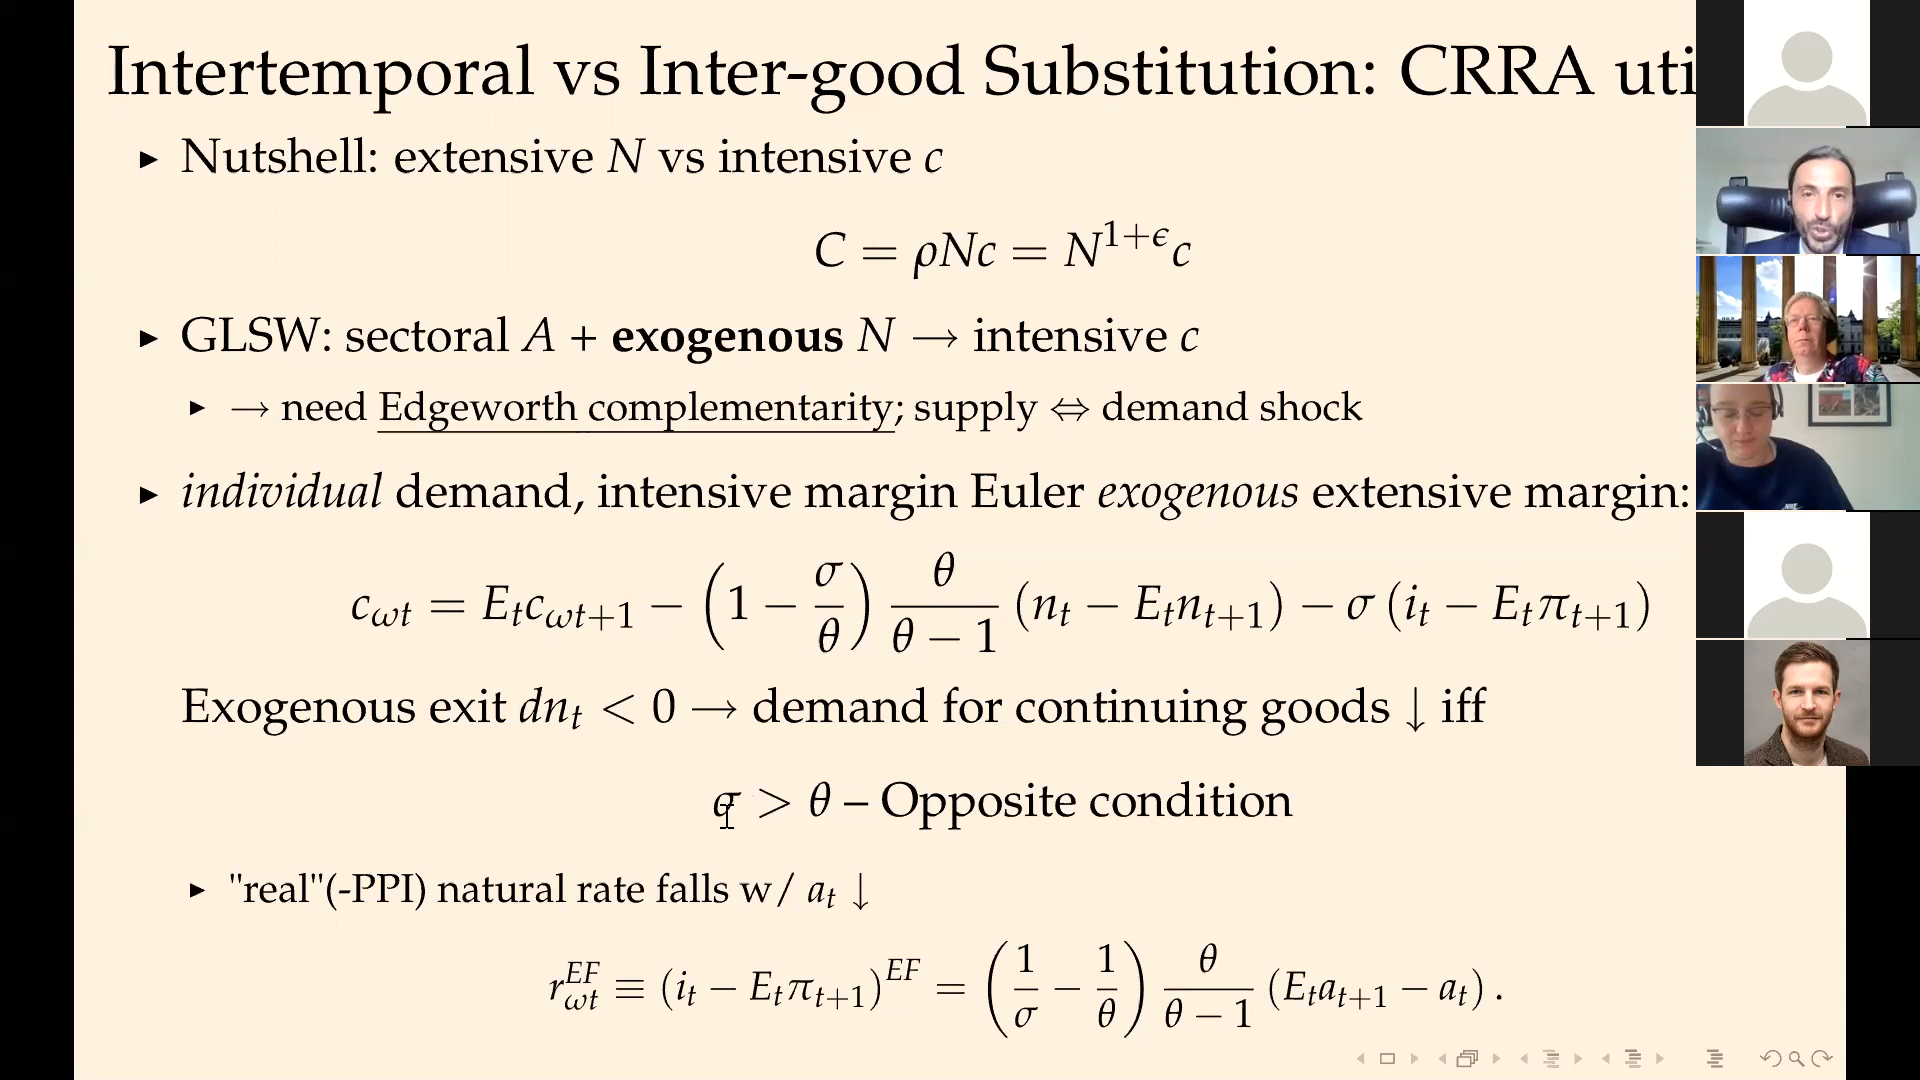 Intertemporal vs Inter-good Substitution: CRRA uti
▸ Nutshell: extensive N vs intensive c
C = ρNc = N^{1+ϵ}c
▸ GLSW: sectoral A + exogenous N → intensive c
▸ → need Edgeworth complementarity; supply ⇔ demand shock
▸ individual demand, intensive margin Euler exogenous extensive margin:
c_{ωt} = E_t c_{ωt+1} − (1 − σ/θ) θ/(θ − 1) (n_t − E_t n_{t+1}) − σ (i_t − E_t π_{t+1})
Exogenous exit dn_t < 0 → demand for continuing goods ↓ iff
σ > θ – Opposite condition
▸ "real"(-PPI) natural rate falls w/ a_t ↓
r_{ωt}^{EF} ≡ (i_t − E_t π_{t+1})^{EF} = (1/σ − 1/θ) θ/(θ − 1) (E_t a_{t+1} − a_t) .